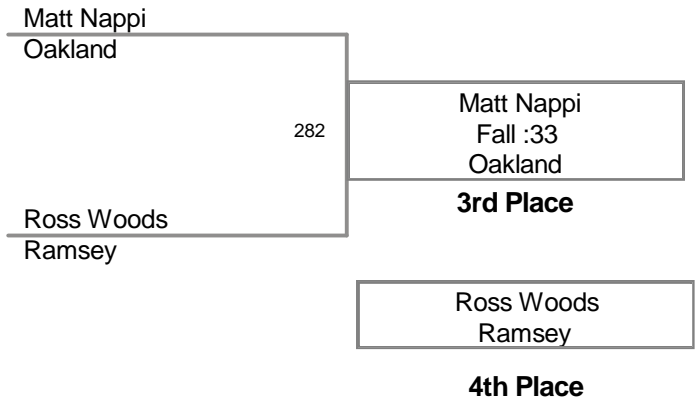 Matt Nappi
Oakland
282
Matt Nappi
Fall :33
Oakland
3rd Place
Ross Woods
Ramsey
Ross Woods
Ramsey
4th Place